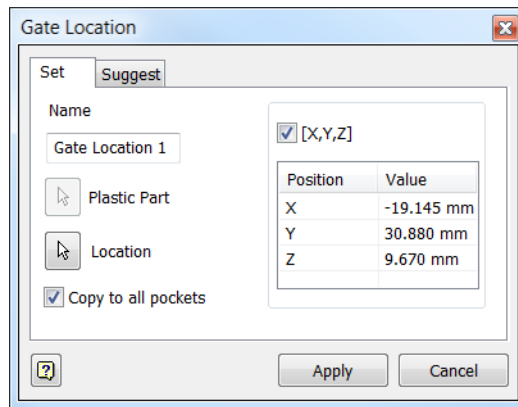 Gate Location
Set
Suggest
Name
Gate Location 1
Plastic Part
Location
Copy to all pockets
[X,Y,Z]
Position Value
X -19.145 mm
Y 30.880 mm
Z 9.670 mm
?
Apply
Cancel